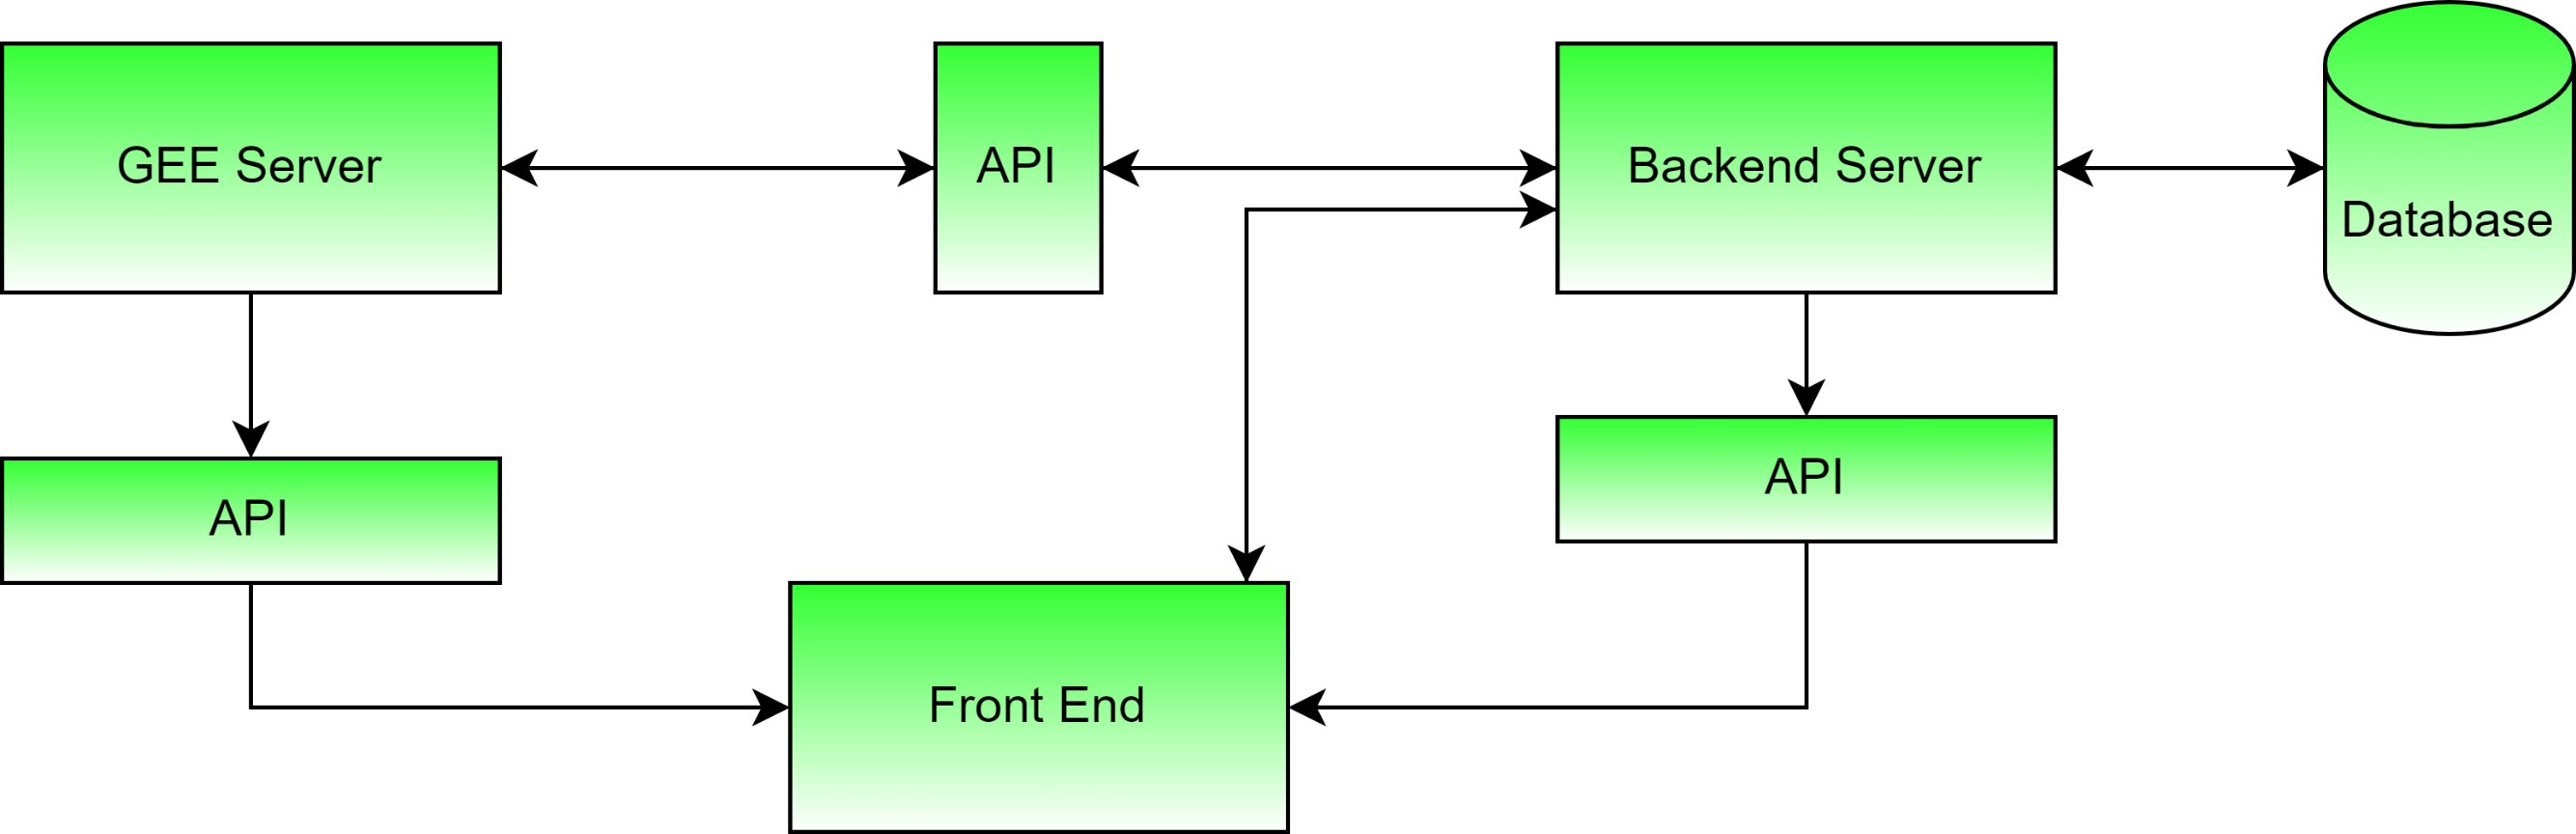 GEE Server
API
Backend Server
Database
API
API
Front End